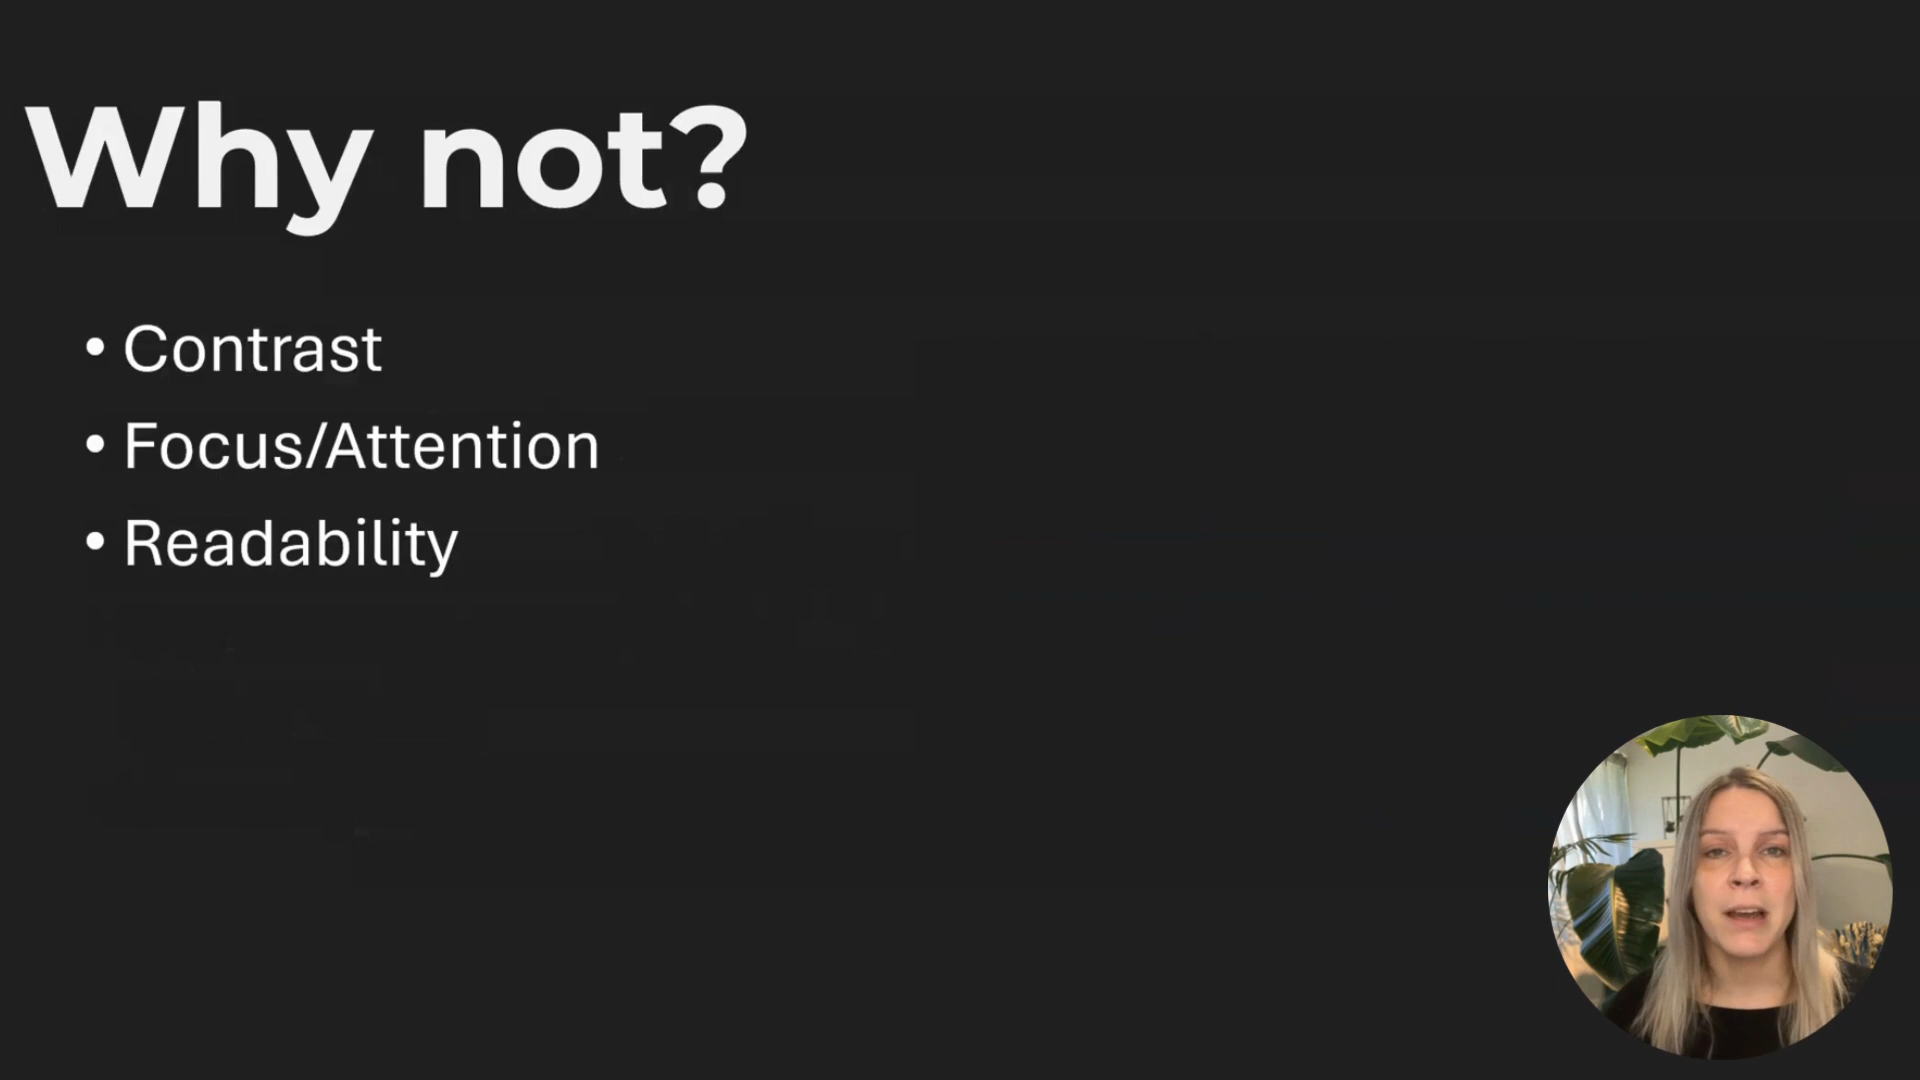 Why not?
• Contrast
• Focus/Attention
• Readability